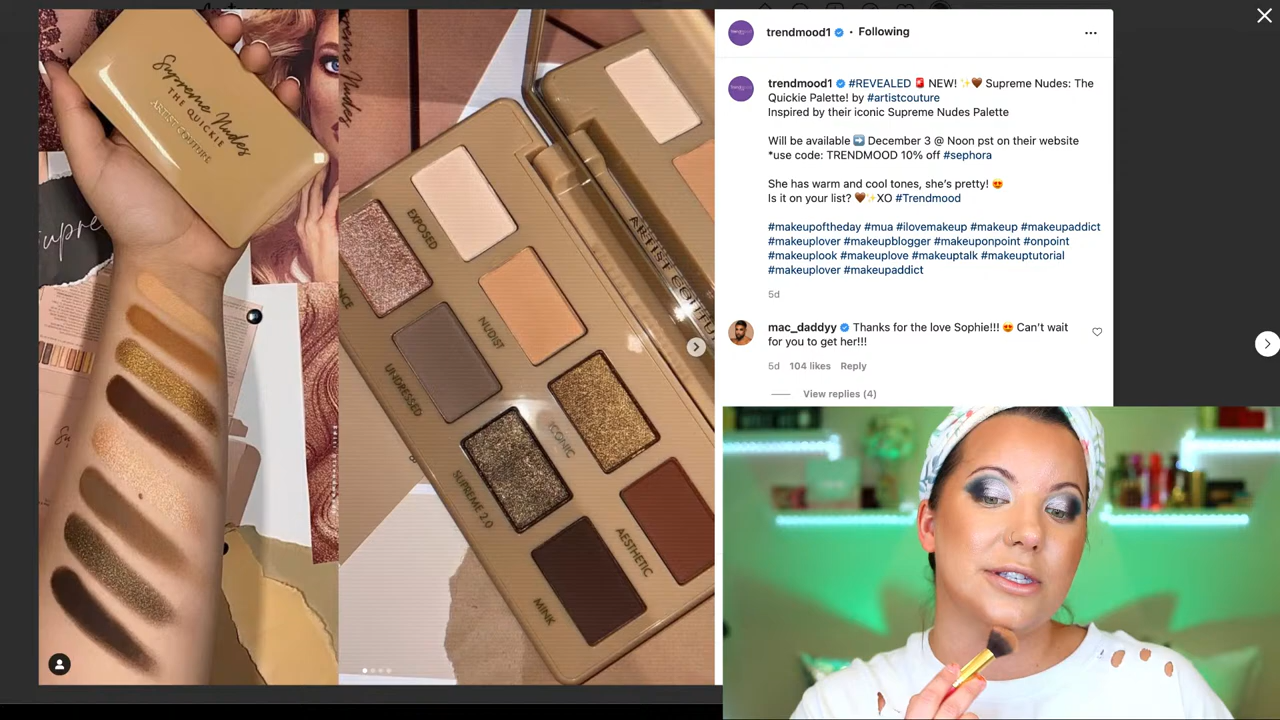 Supreme Nudes
THE QUICKIE
ARTIST COUTURE
Supre
EXPOSED
NUDIST
UNDRESSED
ICONIC
SUPREME 2.0
AESTHETIC
MINK
trendmood1 • Following
trendmood1 #REVEALED 🚨 NEW! ✨🤎 Supreme Nudes: The
Quickie Palette! by #artistcouture
Inspired by their iconic Supreme Nudes Palette
Will be available ➡️ December 3 @ Noon pst on their website
*use code: TRENDMOOD 10% off #sephora
She has warm and cool tones, she's pretty! 😍
Is it on your list? 🤎✨XO #Trendmood
#makeupoftheday #mua #ilovemakeup #makeup #makeupaddict
#makeuplover #makeupblogger #makeuponpoint #onpoint
#makeuplook #makeuplove #makeuptalk #makeuptutorial
#makeuplover #makeupaddict
5d
mac_daddyy Thanks for the love Sophie!!! 😍 Can't wait
for you to get her!!!
5d 104 likes Reply
View replies (4)